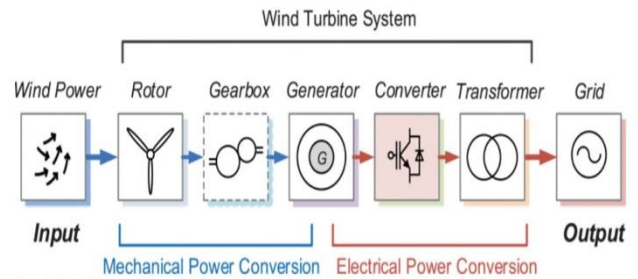 Wind Turbine System
Wind Power Rotor Gearbox Generator Converter Transformer Grid
G
Input Output
Mechanical Power Conversion Electrical Power Conversion